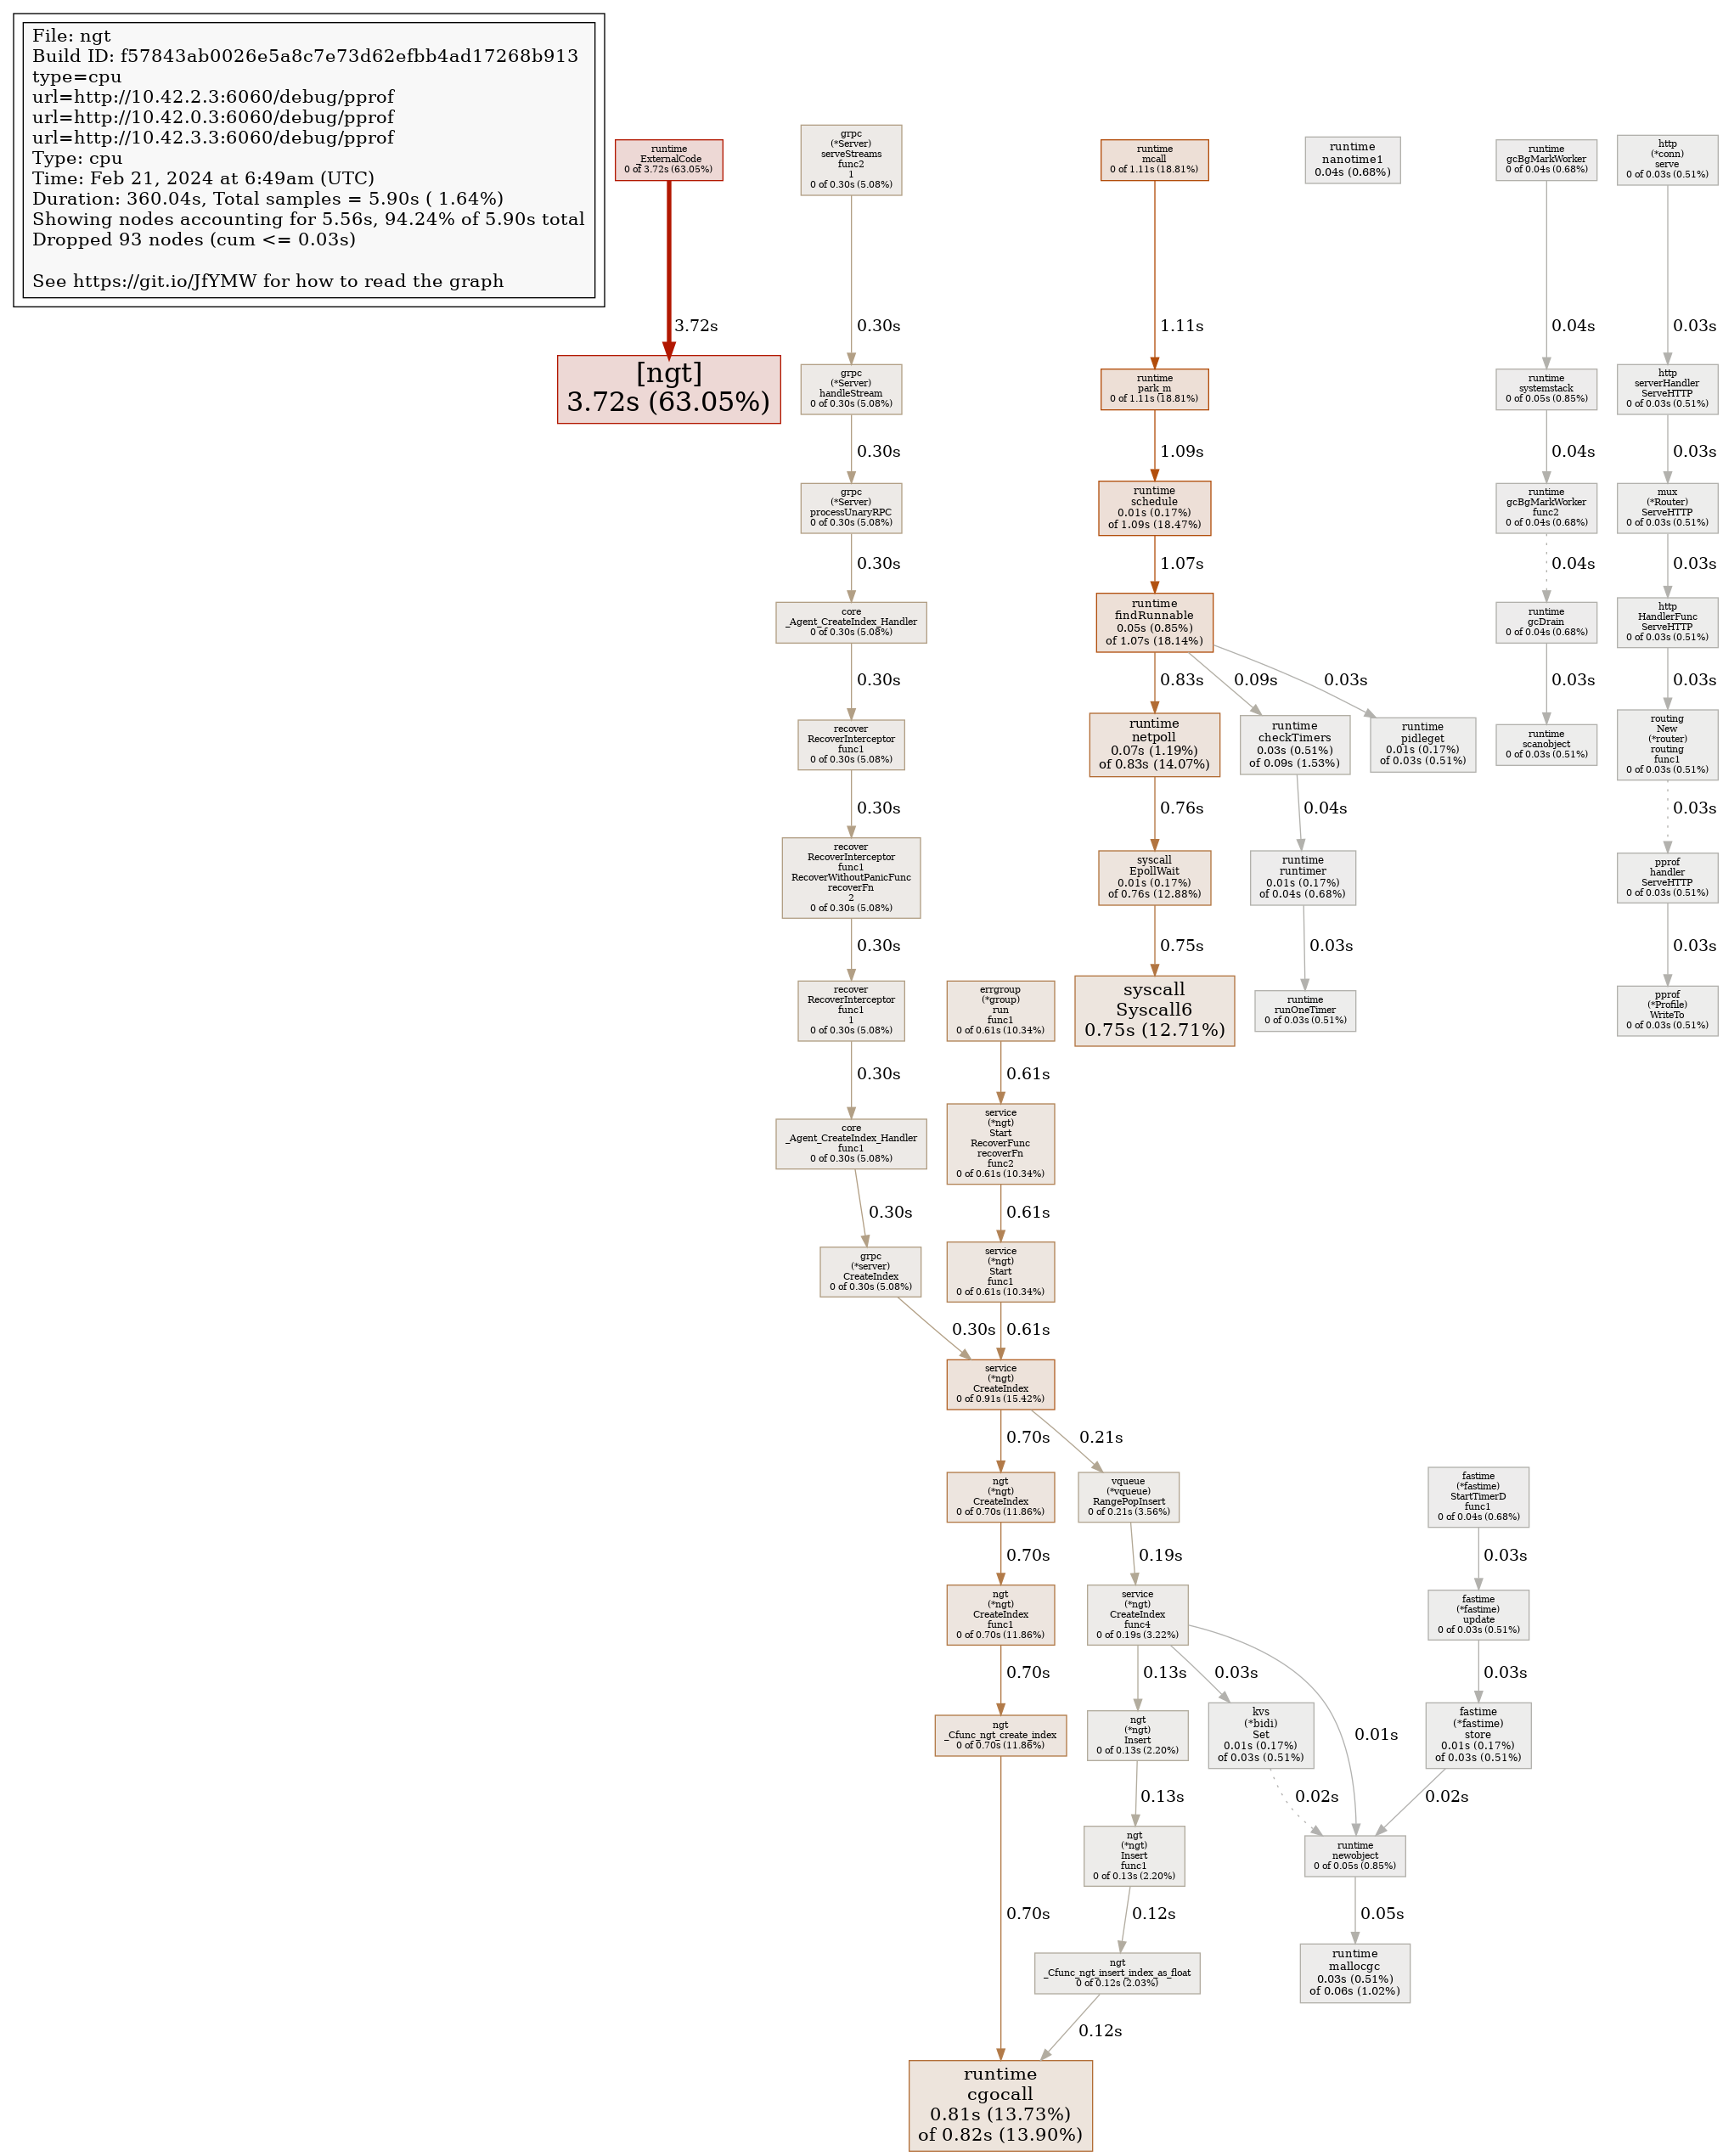 File: ngt
Build ID: f57843ab0026e5a8c7e73d62efbb4ad17268b913
type=cpu
url=http://10.42.2.3:6060/debug/pprof
url=http://10.42.0.3:6060/debug/pprof
url=http://10.42.3.3:6060/debug/pprof
Type: cpu
Time: Feb 21, 2024 at 6:49am (UTC)
Duration: 360.04s, Total samples = 5.90s ( 1.64%)
Showing nodes accounting for 5.56s, 94.24% of 5.90s total
Dropped 93 nodes (cum <= 0.03s)
See https://git.io/JfYMW for how to read the graph
runtime
_ExternalCode
0 of 3.72s (63.05%)
3.72s
[ngt]
3.72s (63.05%)
grpc
(*Server)
serveStreams
func2
1
0 of 0.30s (5.08%)
0.30s
grpc
(*Server)
handleStream
0 of 0.30s (5.08%)
0.30s
grpc
(*Server)
processUnaryRPC
0 of 0.30s (5.08%)
0.30s
core
_Agent_CreateIndex_Handler
0 of 0.30s (5.08%)
0.30s
recover
RecoverInterceptor
func1
0 of 0.30s (5.08%)
0.30s
recover
RecoverInterceptor
func1
RecoverWithoutPanicFunc
recoverFn
2
0 of 0.30s (5.08%)
0.30s
recover
RecoverInterceptor
func1
1
0 of 0.30s (5.08%)
0.30s
core
_Agent_CreateIndex_Handler
func1
0 of 0.30s (5.08%)
0.30s
grpc
(*server)
CreateIndex
0 of 0.30s (5.08%)
0.30s
errgroup
(*group)
run
func1
0 of 0.61s (10.34%)
0.61s
service
(*ngt)
Start
RecoverFunc
recoverFn
func2
0 of 0.61s (10.34%)
0.61s
service
(*ngt)
Start
func1
0 of 0.61s (10.34%)
0.61s
service
(*ngt)
CreateIndex
0 of 0.91s (15.42%)
0.70s
0.21s
ngt
(*ngt)
CreateIndex
0 of 0.70s (11.86%)
0.70s
ngt
(*ngt)
CreateIndex
func1
0 of 0.70s (11.86%)
0.70s
ngt
_Cfunc_ngt_create_index
0 of 0.70s (11.86%)
0.70s
vqueue
(*vqueue)
RangePopInsert
0 of 0.21s (3.56%)
0.19s
service
(*ngt)
CreateIndex
func4
0 of 0.19s (3.22%)
0.13s
0.03s
0.01s
ngt
(*ngt)
Insert
0 of 0.13s (2.20%)
0.13s
ngt
(*ngt)
Insert
func1
0 of 0.13s (2.20%)
0.12s
ngt
_Cfunc_ngt_insert_index_as_float
0 of 0.12s (2.03%)
0.12s
runtime
cgocall
0.81s (13.73%)
of 0.82s (13.90%)
kvs
(*bidi)
Set
0.01s (0.17%)
of 0.03s (0.51%)
0.02s
runtime
mcall
0 of 1.11s (18.81%)
1.11s
runtime
park_m
0 of 1.11s (18.81%)
1.09s
runtime
schedule
0.01s (0.17%)
of 1.09s (18.47%)
1.07s
runtime
findRunnable
0.05s (0.85%)
of 1.07s (18.14%)
0.83s
0.09s
0.03s
runtime
netpoll
0.07s (1.19%)
of 0.83s (14.07%)
0.76s
syscall
EpollWait
0.01s (0.17%)
of 0.76s (12.88%)
0.75s
syscall
Syscall6
0.75s (12.71%)
runtime
checkTimers
0.03s (0.51%)
of 0.09s (1.53%)
0.04s
runtime
runtimer
0.01s (0.17%)
of 0.04s (0.68%)
0.03s
runtime
runOneTimer
0 of 0.03s (0.51%)
runtime
pidleget
0.01s (0.17%)
of 0.03s (0.51%)
runtime
nanotime1
0.04s (0.68%)
runtime
gcBgMarkWorker
0 of 0.04s (0.68%)
0.04s
runtime
systemstack
0 of 0.05s (0.85%)
0.04s
runtime
gcBgMarkWorker
func2
0 of 0.04s (0.68%)
0.04s
runtime
gcDrain
0 of 0.04s (0.68%)
0.03s
runtime
scanobject
0 of 0.03s (0.51%)
http
(*conn)
serve
0 of 0.03s (0.51%)
0.03s
http
serverHandler
ServeHTTP
0 of 0.03s (0.51%)
0.03s
mux
(*Router)
ServeHTTP
0 of 0.03s (0.51%)
0.03s
http
HandlerFunc
ServeHTTP
0 of 0.03s (0.51%)
0.03s
routing
New
(*router)
routing
func1
0 of 0.03s (0.51%)
0.03s
pprof
handler
ServeHTTP
0 of 0.03s (0.51%)
0.03s
pprof
(*Profile)
WriteTo
0 of 0.03s (0.51%)
fastime
(*fastime)
StartTimerD
func1
0 of 0.04s (0.68%)
0.03s
fastime
(*fastime)
update
0 of 0.03s (0.51%)
0.03s
fastime
(*fastime)
store
0.01s (0.17%)
of 0.03s (0.51%)
0.02s
runtime
newobject
0 of 0.05s (0.85%)
0.05s
runtime
mallocgc
0.03s (0.51%)
of 0.06s (1.02%)